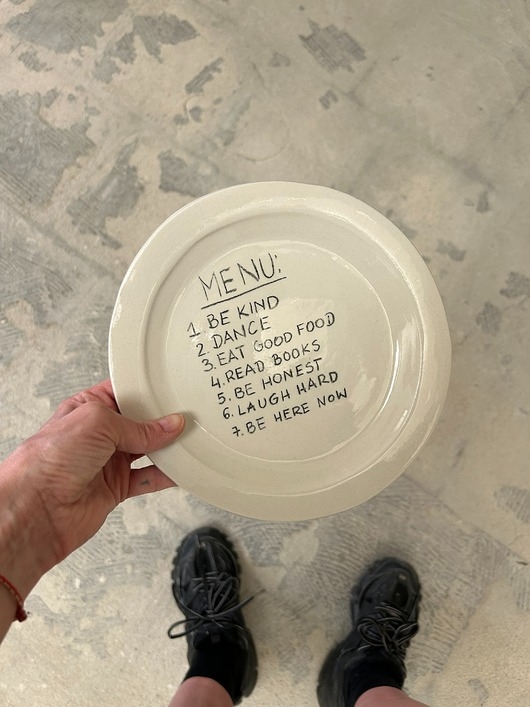 MENU:
1. BE KIND
2. DANCE
3. EAT GOOD FOOD
4. READ BOOKS
5. BE HONEST
6. LAUGH HARD
7. BE HERE NOW